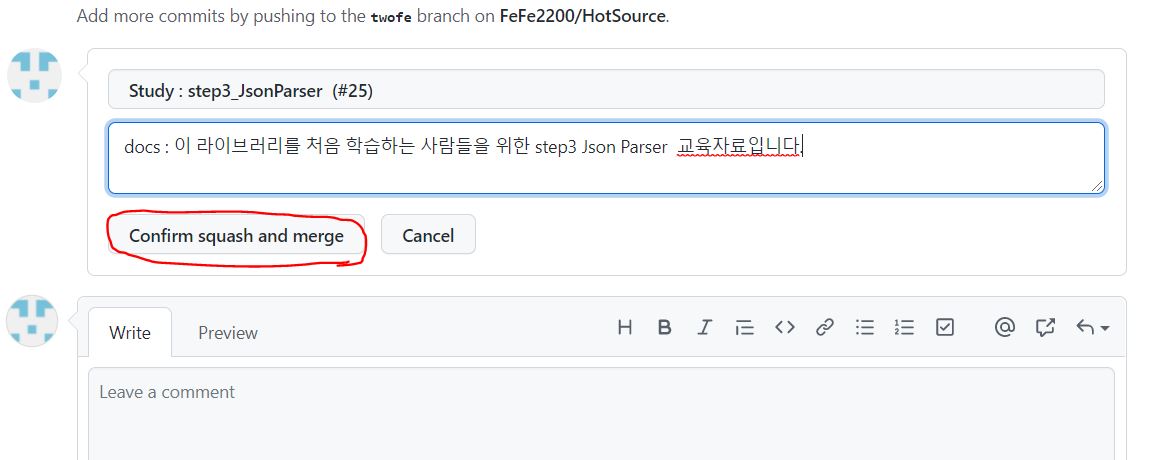 Add more commits by pushing to the twofe branch on FeFe2200/HotSource.
Study : step3_JsonParser (#25)
docs : 이 라이브러리를 처음 학습하는 사람들을 위한 step3 Json Parser 교육자료입니다.
Confirm squash and merge Cancel
Write Preview
Leave a comment